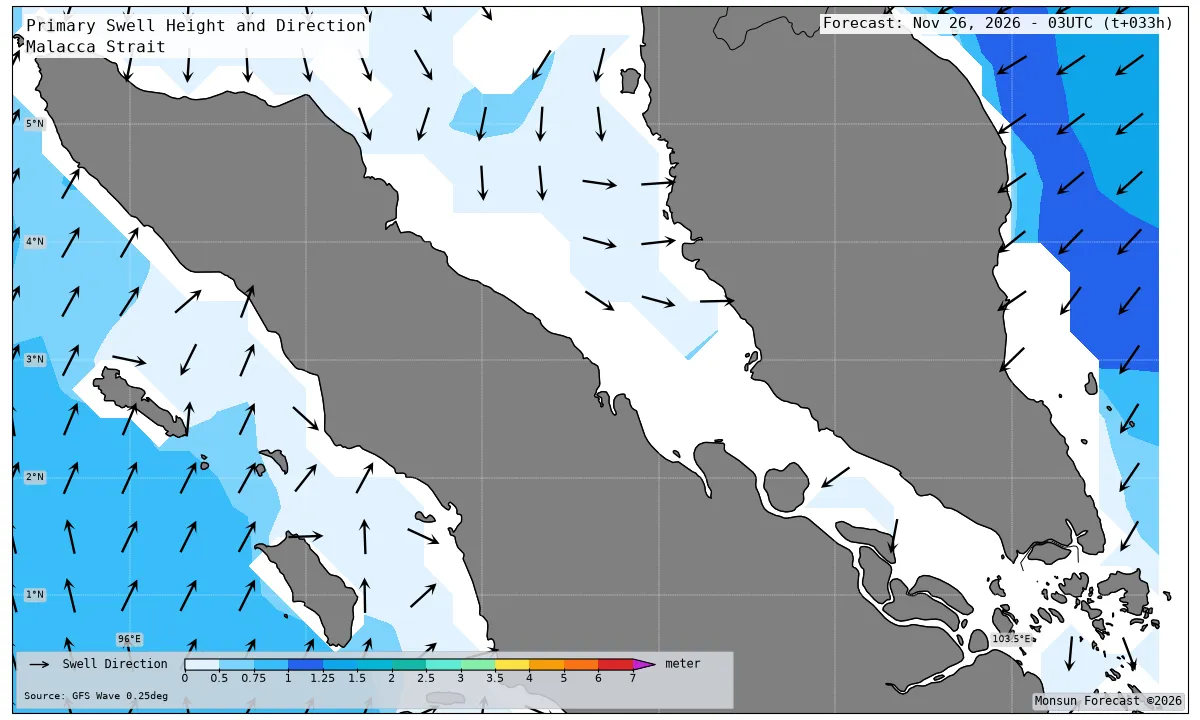 Primary Swell Height and Direction
Malacca Strait
Forecast: Nov 26, 2026 - 03UTC (t+033h)
5°N
4°N
3°N
2°N
1°N
96°E
103.5°E
Swell Direction
0 0.5 0.75 1 1.25 1.5 2 2.5 3 3.5 4 5 6 7
meter
Source: GFS Wave 0.25deg
Monsun Forecast ©2026